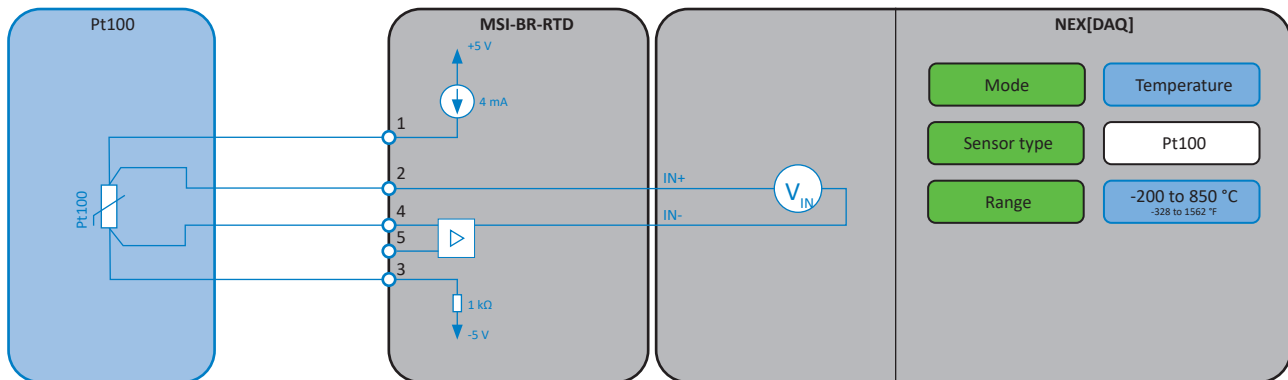 Pt100
MSI-BR-RTD
NEX[DAQ]
+5 V
4 mA
1
2
4
5
3
Pt100
1 kΩ
-5 V
IN+
IN-
VIN
Mode
Temperature
Sensor type
Pt100
Range
-200 to 850 °C
-328 to 1562 °F